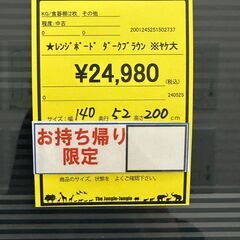 KG/食器棚2枚、その他
程度:中古
2001245251502737
★レンジボード ダークブラウン ※ヤケ大
¥24,980(税込)
240525
サイズ:幅 140 奥行 52 高さ 200 cm
お持ち帰り
限定
商品のサイズ、状態を よくご確認下さい。
The Jungle-Jungle